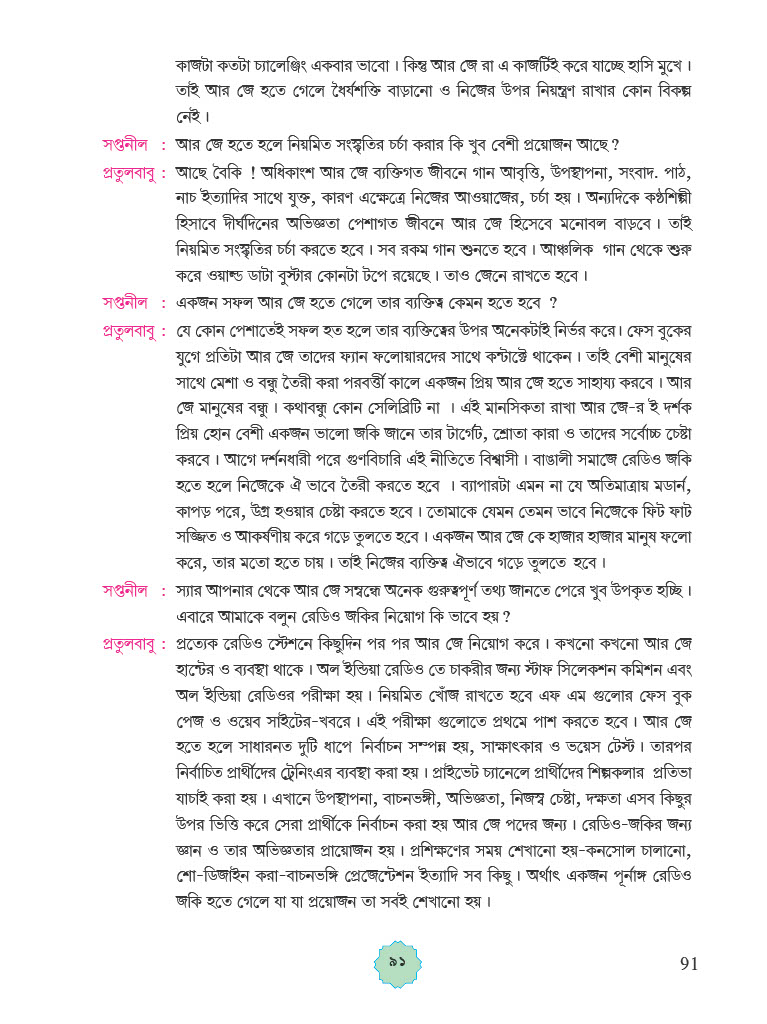 কাজটা কতটা চ্যালেঞ্জিং একবার ভাবো । কিন্তু আর জে রা এ কাজটিই করে যাচ্ছে হাসি মুখে ।
তাই আর জে হতে গেলে ধৈর্যশক্তি বাড়ানো ও নিজের উপর নিয়ন্ত্রণ রাখার কোন বিকল্প
নেই ।
সপ্তনীল : আর জে হতে হলে নিয়মিত সংস্কৃতির চর্চা করার কি খুব বেশী প্রয়োজন আছে ?
প্রতুলবাবু : আছে বৈকি ! অধিকাংশ আর জে ব্যক্তিগত জীবনে গান আবৃত্তি, উপস্থাপনা, সংবাদ. পাঠ,
নাচ ইত্যাদির সাথে যুক্ত, কারণ এক্ষেত্রে নিজের আওয়াজের, চর্চা হয় । অন্যদিকে কণ্ঠশিল্পী
হিসাবে দীর্ঘদিনের অভিজ্ঞতা পেশাগত জীবনে আর জে হিসেবে মনোবল বাড়বে । তাই
নিয়মিত সংস্কৃতির চর্চা করতে হবে । সব রকম গান শুনতে হবে । আঞ্চলিক গান থেকে শুরু
করে ওয়াল্ড ডাটা বুস্টার কোনটা টপে রয়েছে । তাও জেনে রাখতে হবে ।
সপ্তনীল : একজন সফল আর জে হতে গেলে তার ব্যক্তিত্ব কেমন হতে হবে ?
প্রতুলবাবু : যে কোন পেশাতেই সফল হত হলে তার ব্যক্তিত্বের উপর অনেকটাই নির্ভর করে। ফেস বুকের
যুগে প্রতিটা আর জে তাদের ফ্যান ফলোয়ারদের সাথে কন্টাক্টে থাকেন । তাই বেশী মানুষের
সাথে মেশা ও বন্ধু তৈরী করা পরবর্ত্তী কালে একজন প্রিয় আর জে হতে সাহায্য করবে । আর
জে মানুষের বন্ধু । কথাবন্ধু কোন সেলিব্রিটি না । এই মানসিকতা রাখা আর জে-র ই দর্শক
প্রিয় হোন বেশী একজন ভালো জকি জানে তার টার্গেট, শ্রোতা কারা ও তাদের সর্বোচ্চ চেষ্টা
করবে । আগে দর্শনধারী পরে গুণবিচারি এই নীতিতে বিশ্বাসী । বাঙালী সমাজে রেডিও জকি
হতে হলে নিজেকে ঐ ভাবে তৈরী করতে হবে । ব্যাপারটা এমন না যে অতিমাত্রায় মডার্ন,
কাপড় পরে, উগ্র হওয়ার চেষ্টা করতে হবে । তোমাকে যেমন তেমন ভাবে নিজেকে ফিট ফাট
সজ্জিত ও আকর্ষণীয় করে গড়ে তুলতে হবে । একজন আর জে কে হাজার হাজার মানুষ ফলো
করে, তার মতো হতে চায় । তাই নিজের ব্যক্তিত্ব ঐভাবে গড়ে তুলতে হবে ।
সপ্তনীল : স্যার আপনার থেকে আর জে সম্বন্ধে অনেক গুরুত্বপূর্ণ তথ্য জানতে পেরে খুব উপকৃত হচ্ছি ।
এবারে আমাকে বলুন রেডিও জকির নিয়োগ কি ভাবে হয় ?
প্রতুলবাবু : প্রত্যেক রেডিও স্টেশনে কিছুদিন পর পর আর জে নিয়োগ করে । কখনো কখনো আর জে
হান্টের ও ব্যবস্থা থাকে । অল ইন্ডিয়া রেডিও তে চাকরীর জন্য স্টাফ সিলেকশন কমিশন এবং
অল ইন্ডিয়া রেডিওর পরীক্ষা হয় । নিয়মিত খোঁজ রাখতে হবে এফ এম গুলোর ফেস বুক
পেজ ও ওয়েব সাইটের-খবরে । এই পরীক্ষা গুলোতে প্রথমে পাশ করতে হবে । আর জে
হতে হলে সাধারনত দুটি ধাপে নির্বাচন সম্পন্ন হয়, সাক্ষাৎকার ও ভয়েস টেস্ট । তারপর
নির্বাচিত প্রার্থীদের ট্রেনিংএর ব্যবস্থা করা হয় । প্রাইভেট চ্যানেলে প্রার্থীদের শিল্পকলার প্রতিভা
যাচাই করা হয় । এখানে উপস্থাপনা, বাচনভঙ্গী, অভিজ্ঞতা, নিজস্ব চেষ্টা, দক্ষতা এসব কিছুর
উপর ভিত্তি করে সেরা প্রার্থীকে নির্বাচন করা হয় আর জে পদের জন্য । রেডিও-জকির জন্য
জ্ঞান ও তার অভিজ্ঞতার প্রায়োজন হয় । প্রশিক্ষণের সময় শেখানো হয়-কনসোল চালানো,
শো-ডিজাইন করা-বাচনভঙ্গি প্রেজেন্টেশন ইত্যাদি সব কিছু । অর্থাৎ একজন পূর্নাঙ্গ রেডিও
জকি হতে গেলে যা যা প্রয়োজন তা সবই শেখানো হয় ।
৯১
91